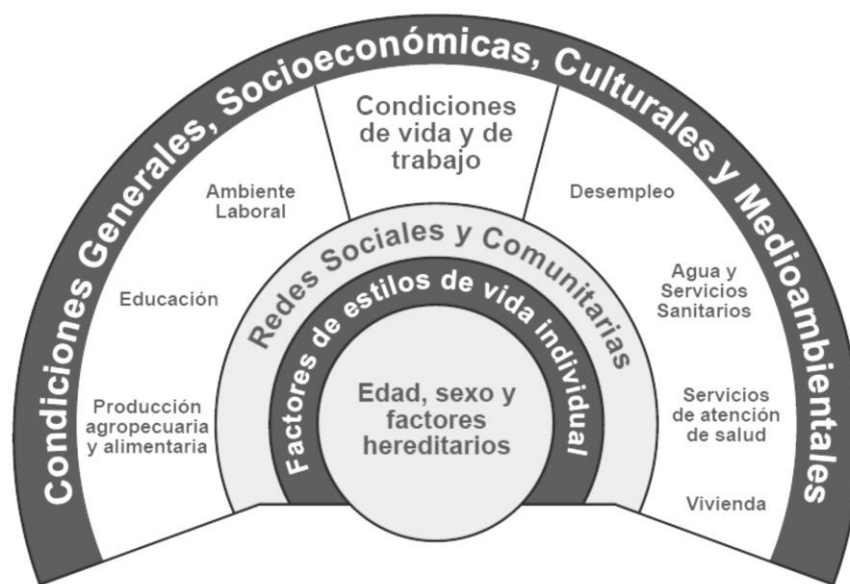 Condiciones Generales, Socioeconómicas, Culturales y Medioambientales
Condiciones
de vida y de
trabajo
Ambiente
Laboral
Desempleo
Educación
Agua y
Servicios
Sanitarios
Producción
agropecuaria
y alimentaria
Servicios
de atención
de salud
Vivienda
Redes Sociales y Comunitarias
Factores de estilos de vida individual
Edad, sexo y
factores
hereditarios